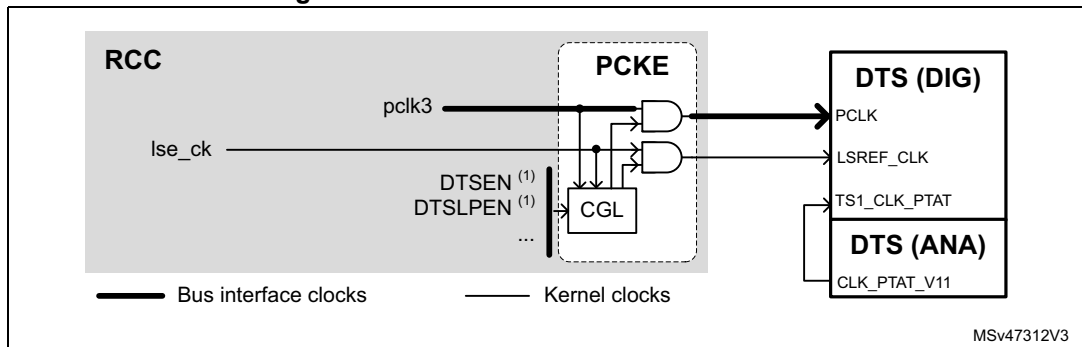 RCC
PCKE
DTS (DIG)
pclk3
PCLK
lse_ck
LSREF_CLK
DTSEN (1)
DTSLPEN (1)
...
CGL
TS1_CLK_PTAT
DTS (ANA)
CLK_PTAT_V11
Bus interface clocks
Kernel clocks
MSv47312V3